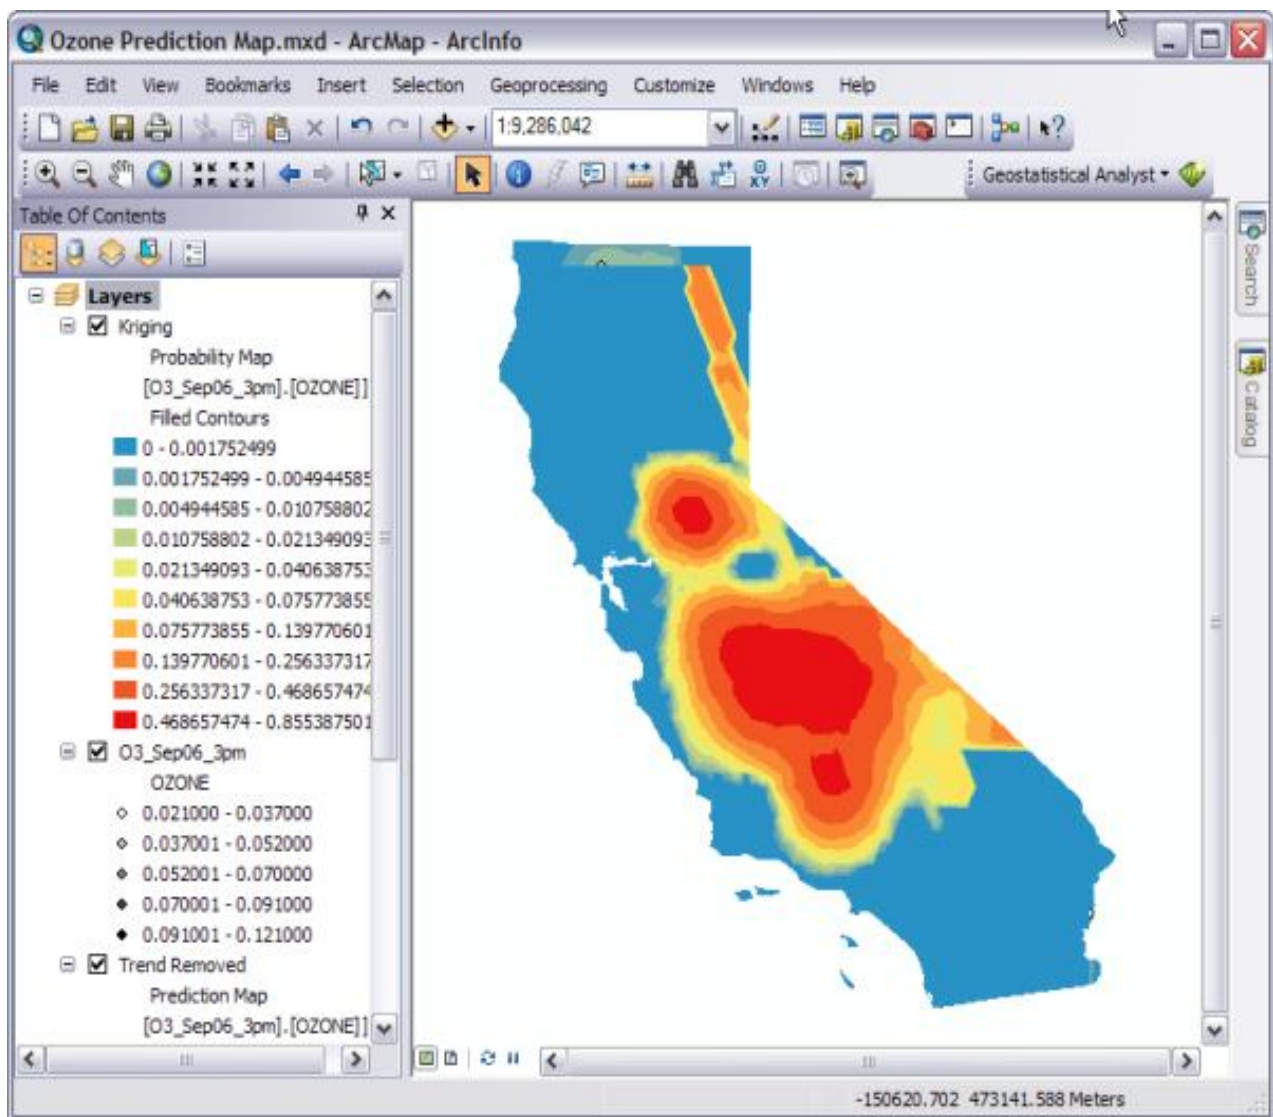 Ozone Prediction Map.mxd - ArcMap - ArcInfo
File Edit View Bookmarks Insert Selection Geoprocessing Customize Windows Help
1:9,286,042
XY
Geostatistical Analyst
Table Of Contents
Search
Catalog
Layers
Kriging
Probability Map
[O3_Sep06_3pm].[OZONE]]
Filled Contours
0 - 0.001752499
0.001752499 - 0.004944585
0.004944585 - 0.010758802
0.010758802 - 0.021349093
0.021349093 - 0.040638753
0.040638753 - 0.075773855
0.075773855 - 0.139770601
0.139770601 - 0.256337317
0.256337317 - 0.468657474
0.468657474 - 0.855387501
O3_Sep06_3pm
OZONE
0.021000 - 0.037000
0.037001 - 0.052000
0.052001 - 0.070000
0.070001 - 0.091000
0.091001 - 0.121000
Trend Removed
Prediction Map
[O3_Sep06_3pm].[OZONE]]
-150620.702 473141.588 Meters